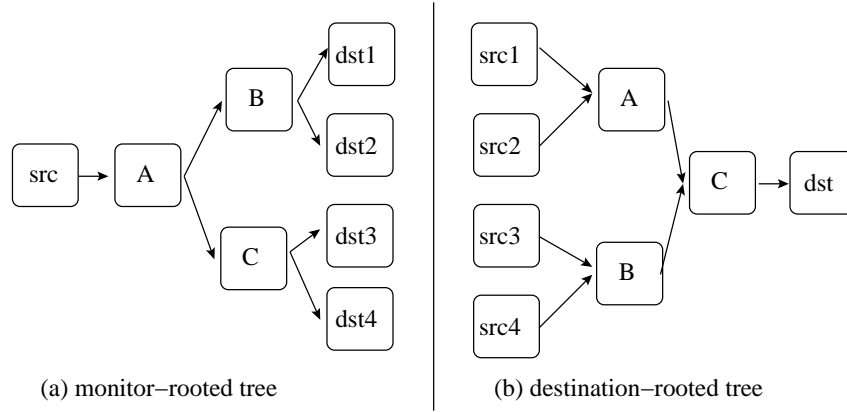 src
A
B
C
dst1
dst2
dst3
dst4
(a) monitor−rooted tree
src1
src2
src3
src4
A
B
C
dst
(b) destination−rooted tree